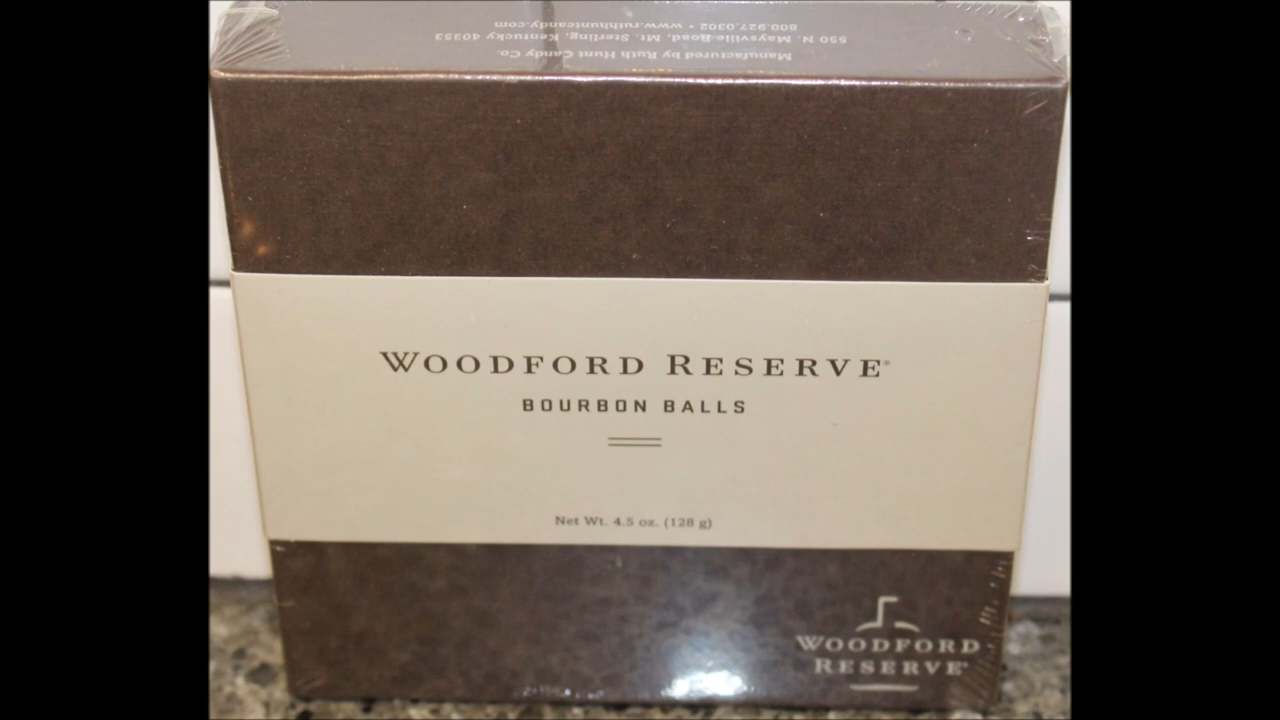 Manufactured by Ruth Hunt Candy Co.
550 N. Maysville Road, Mt. Sterling, Kentucky 40353
800.927.0302 • www.ruthhuntcandy.com
WOODFORD RESERVE®
BOURBON BALLS
Net Wt. 4.5 oz. (128 g)
WOODFORD
RESERVE®